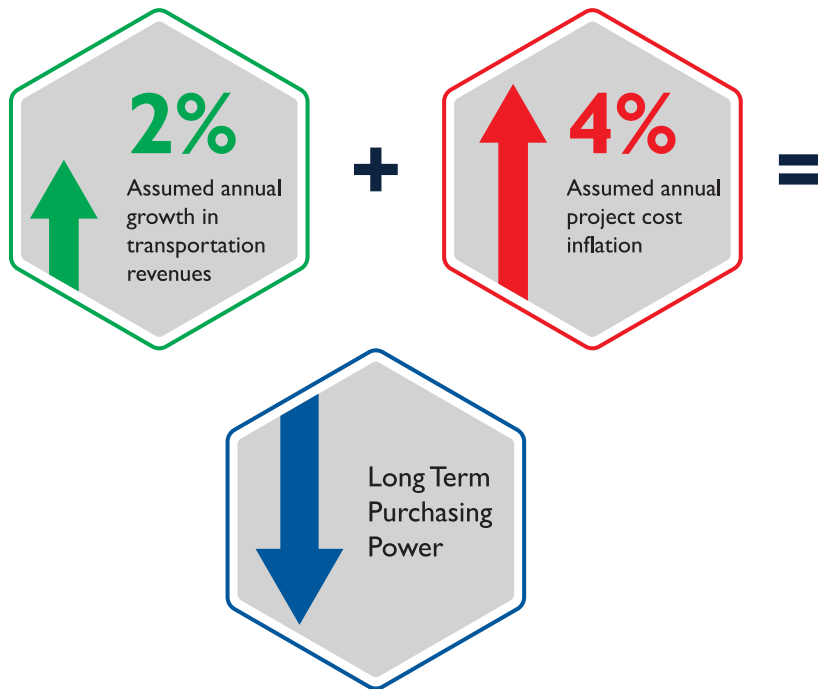 2%
Assumed annual
growth in
transportation
revenues
+
4%
Assumed annual
project cost
inflation
=
Long Term
Purchasing
Power